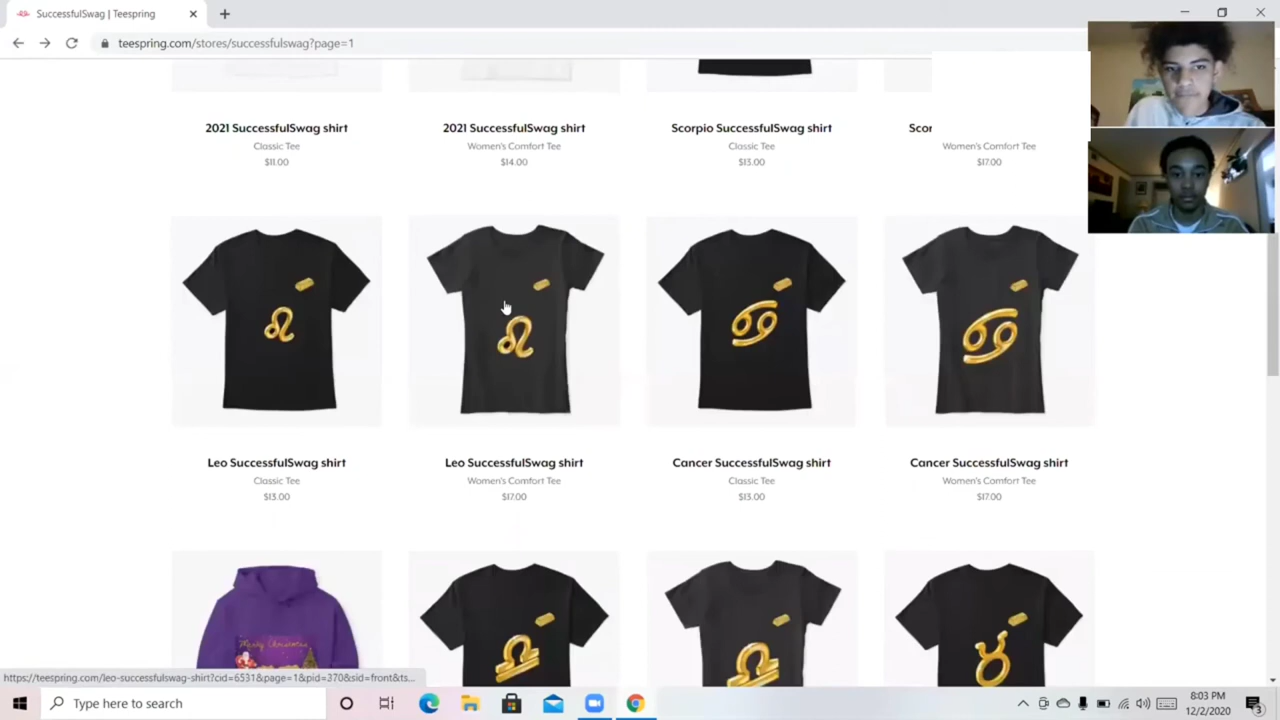 SuccessfulSwag | Teespring
teespring.com/stores/successfulswag?page=1
2021 SuccessfulSwag shirt
Classic Tee
$11.00
2021 SuccessfulSwag shirt
Women's Comfort Tee
$14.00
Scorpio SuccessfulSwag shirt
Classic Tee
$13.00
Scor
Women's Comfort Tee
$17.00
Leo SuccessfulSwag shirt
Classic Tee
$13.00
Leo SuccessfulSwag shirt
Women's Comfort Tee
$17.00
Cancer SuccessfulSwag shirt
Classic Tee
$13.00
Cancer SuccessfulSwag shirt
Women's Comfort Tee
$17.00
Merry Christmas
https://teespring.com/leo-successfulswag-shirt?cid=6531&page=1&pid=370&sid=front&ts...
Type here to search
8:03 PM
12/2/2020
3